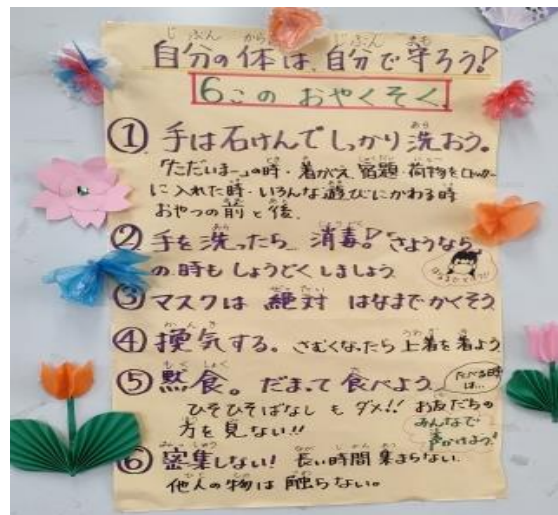 自分の体は、自分で守ろう!
6このおやくそく
① 手は石けんでしっかり洗おう。
「ただいまー」の時・着がえ、宿題・荷物をロッカー
に入れた時・いろんな遊びにかわる時
おやつの前と後。
② 手を洗ったら 消毒!さようなら
の時もしょうどくしましょう
③ マスクは 絶対 はなまでかくそう
④ 換気する。さむくなったら上着を着よう
⑤ 黙食。だまって食べよう。
たべる時
は…
ひそひそばなしもダメ!!お友だちの
方を見ない!!
みんなで
声かけよう!
⑥ 密集しない!長い時間集まらない。
他人の物は触らない。